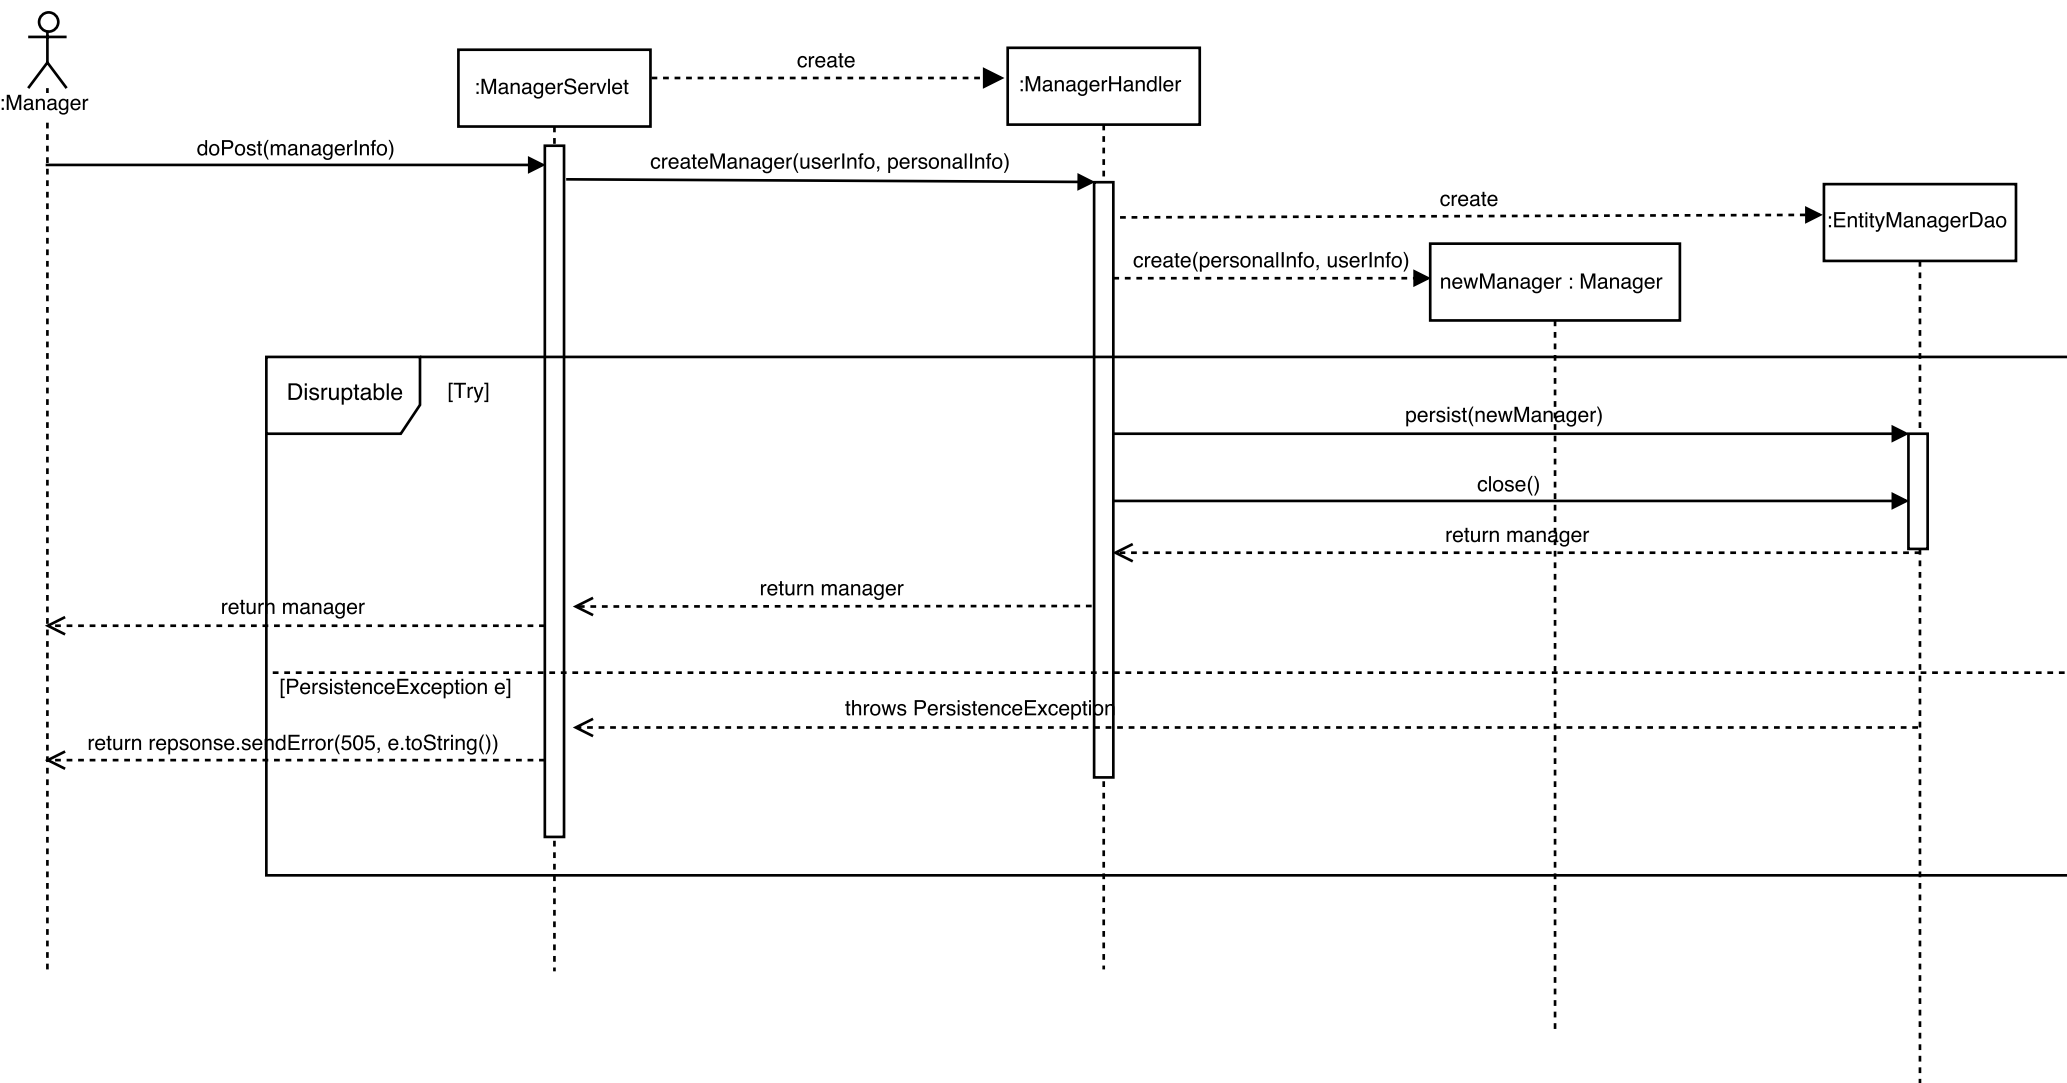 :Manager
:ManagerServlet
create
:ManagerHandler
doPost(managerInfo)
createManager(userInfo, personalInfo)
create
:EntityManagerDao
create(personalInfo, userInfo)
newManager : Manager
Disruptable
[Try]
persist(newManager)
close()
return manager
return manager
return manager
[PersistenceException e]
throws PersistenceException
return repsonse.sendError(505, e.toString())